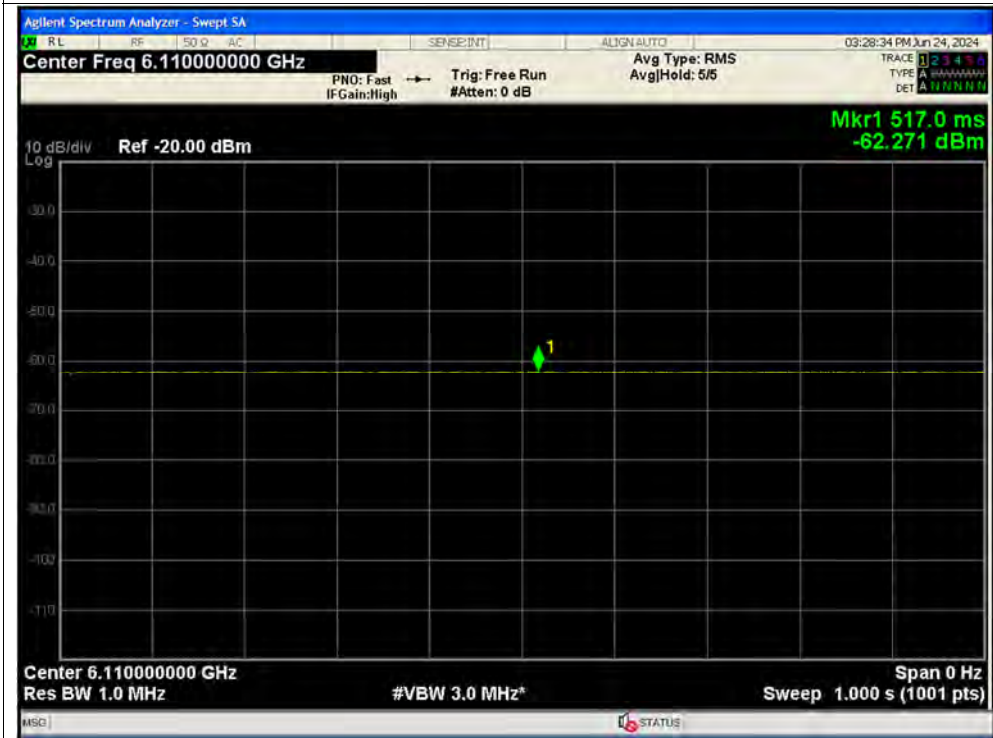 Agilent Spectrum Analyzer - Swept SA
RL RF 50 Ω AC SENSE:INT ALIGN AUTO 03:28:34 PM Jun 24, 2024
Center Freq 6.110000000 GHz
PNO: Fast
IFGain:High
Trig: Free Run
#Atten: 0 dB
Avg Type: RMS
Avg|Hold: 5/5
TRACE 1 2 3 4 5 6
TYPE A
DET A N N N N N
Mkr1 517.0 ms
-62.271 dBm
10 dB/div Ref -20.00 dBm
Log
-30.0
-40.0
-50.0
-60.0
-70.0
-80.0
-90.0
-100
-110
1
Center 6.110000000 GHz
Res BW 1.0 MHz
#VBW 3.0 MHz*
Span 0 Hz
Sweep 1.000 s (1001 pts)
MSG STATUS